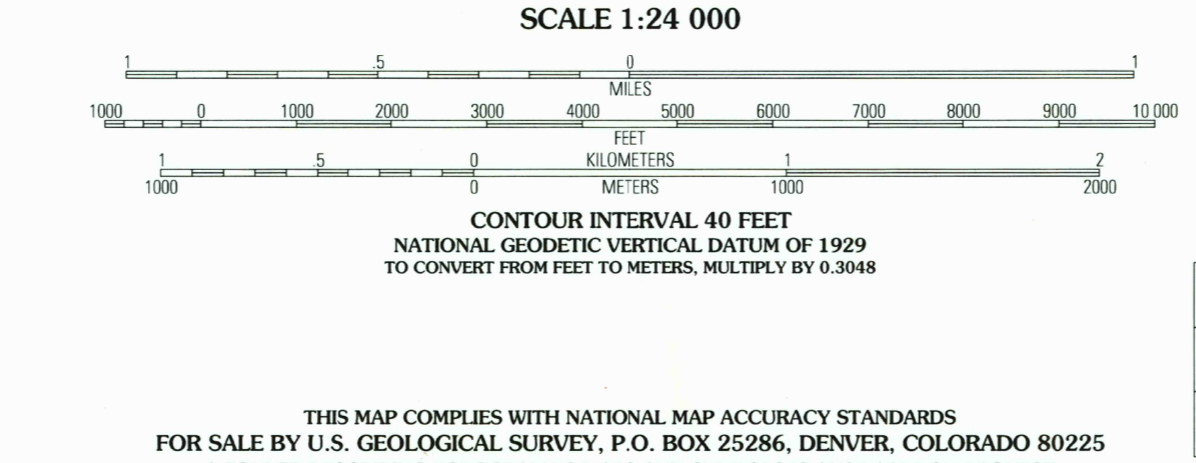 SCALE 1:24 000
1 .5 0 1
MILES
1000 0 1000 2000 3000 4000 5000 6000 7000 8000 9000 10 000
FEET
1 .5 0 KILOMETERS 1 2
1000 0 METERS 1000 2000
CONTOUR INTERVAL 40 FEET
NATIONAL GEODETIC VERTICAL DATUM OF 1929
TO CONVERT FROM FEET TO METERS, MULTIPLY BY 0.3048
THIS MAP COMPLIES WITH NATIONAL MAP ACCURACY STANDARDS
FOR SALE BY U.S. GEOLOGICAL SURVEY, P.O. BOX 25286, DENVER, COLORADO 80225